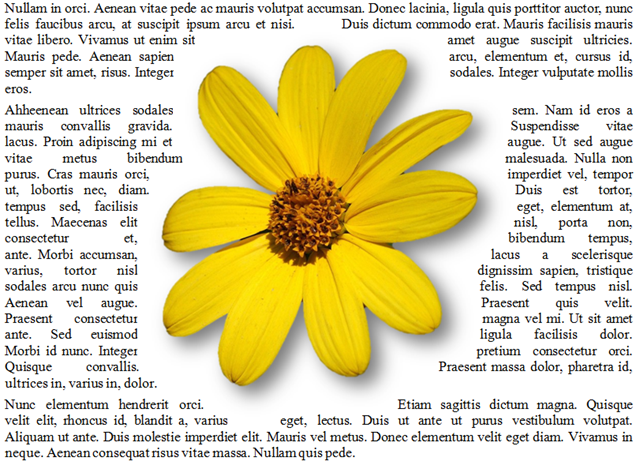 Nullam in orci. Aenean vitae pede ac mauris volutpat accumsan. Donec lacinia, ligula quis porttitor auctor, nunc
felis faucibus arcu, at suscipit ipsum arcu et nisi. Duis dictum commodo erat. Mauris facilisis mauris
vitae libero. Vivamus ut enim sit amet augue suscipit ultricies.
Mauris pede. Aenean sapien arcu, elementum et, cursus id,
semper sit amet, risus. Integer sodales. Integer vulputate mollis
eros.
Ahheenean ultrices sodales sem. Nam id eros a
mauris convallis gravida. Suspendisse vitae
lacus. Proin adipiscing mi et augue. Ut sed augue
vitae metus bibendum malesuada. Nulla non
purus. Cras mauris orci, imperdiet vel, tempor
ut, lobortis nec, diam. Duis est tortor,
tempus sed, facilisis eget, elementum at,
tellus. Maecenas elit nisl, porta non,
consectetur et, bibendum tempus,
ante. Morbi accumsan, lacus a scelerisque
varius, tortor nisl dignissim sapien, tristique
sodales arcu nunc quis felis. Sed tempus nisl.
Aenean vel augue. Praesent quis velit.
Praesent consectetur magna vel mi. Ut sit amet
ante. Sed euismod ligula facilisis dolor.
Morbi id nunc. Integer pretium consectetur orci.
Quisque convallis. Praesent massa dolor, pharetra id,
ultrices in, varius in, dolor.
Nunc elementum hendrerit orci. Etiam sagittis dictum magna. Quisque
velit elit, rhoncus id, blandit a, varius eget, lectus. Duis ut ante ut purus vestibulum volutpat.
Aliquam ut ante. Duis molestie imperdiet elit. Mauris vel metus. Donec elementum velit eget diam. Vivamus in
neque. Aenean consequat risus vitae massa. Nullam quis pede.